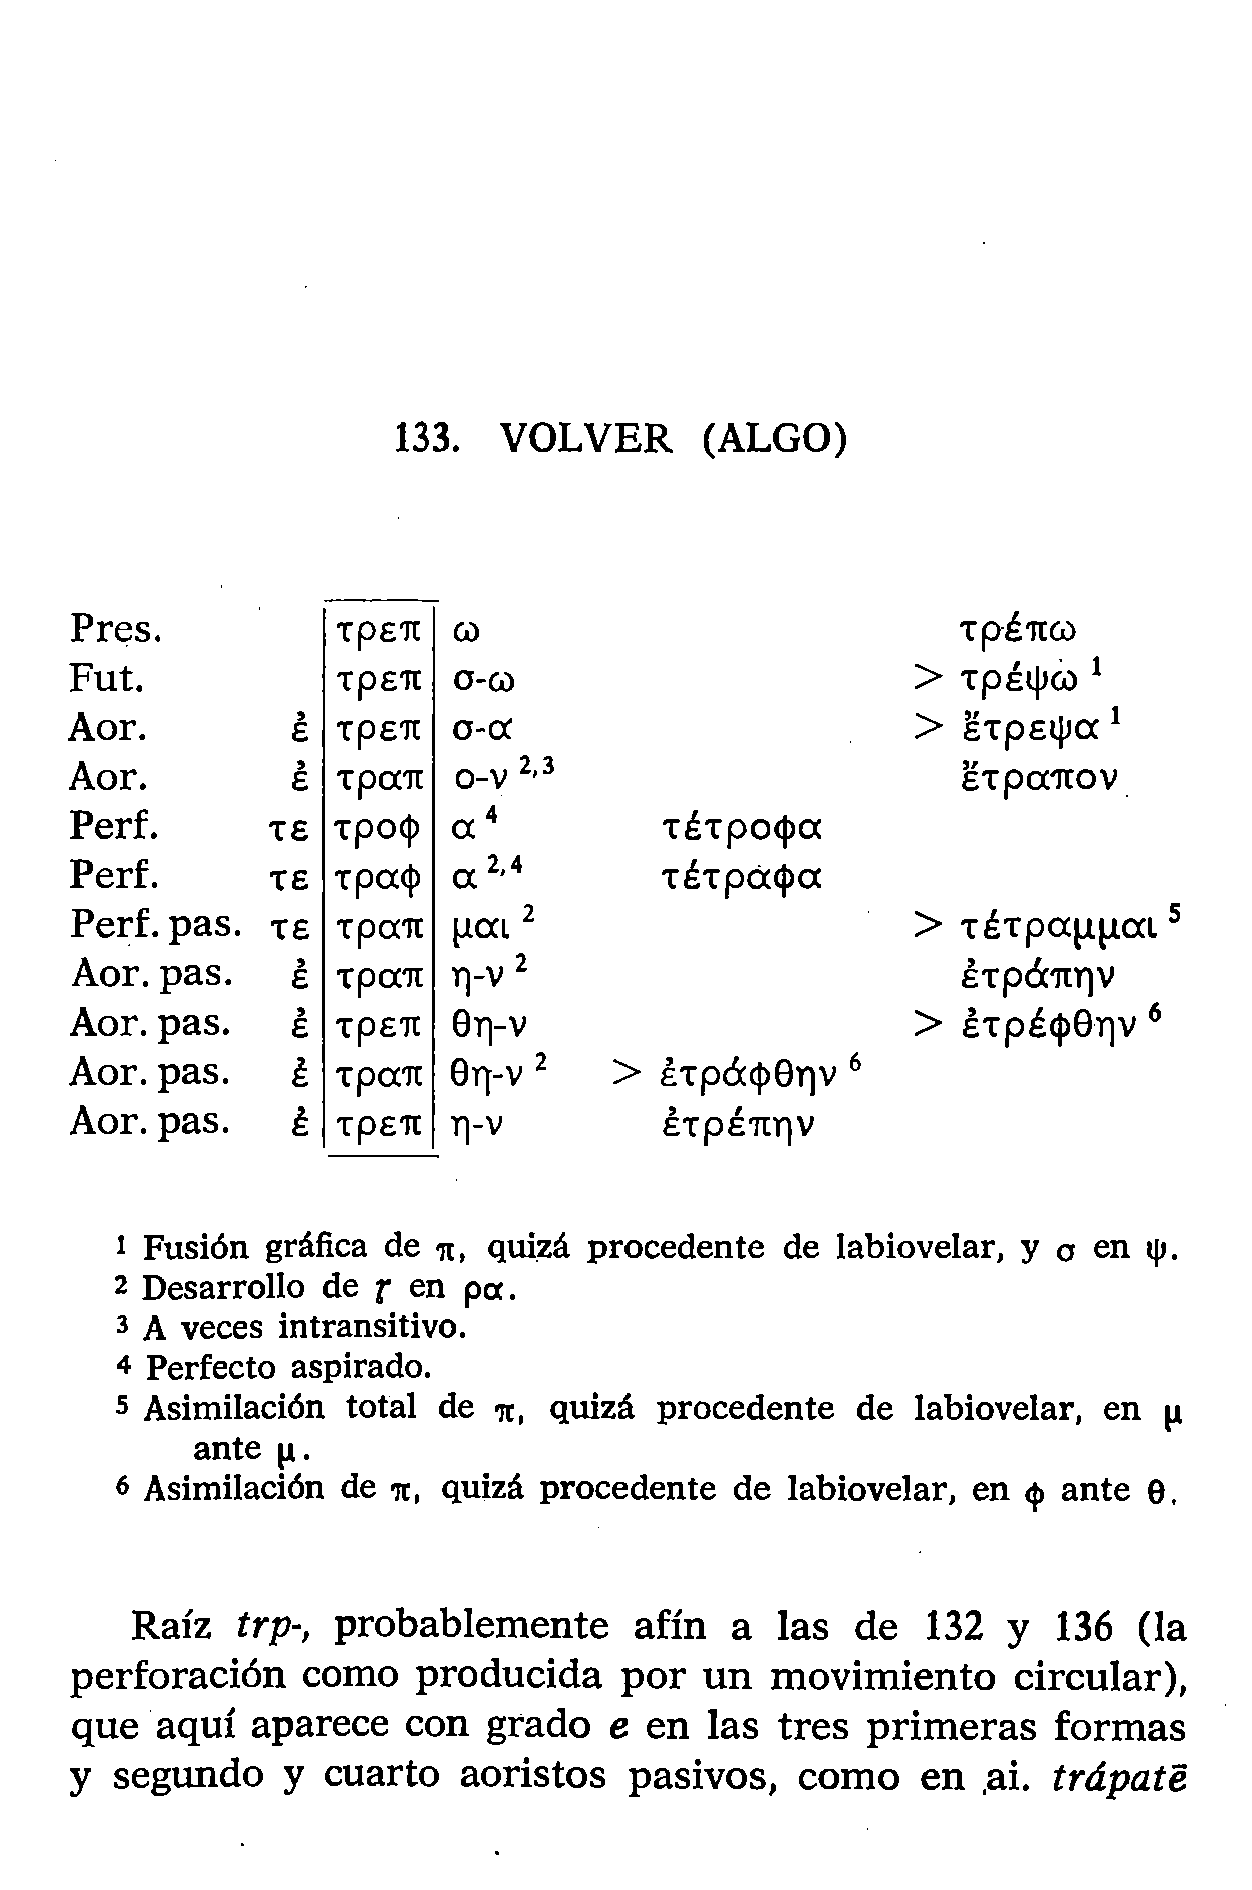 133. VOLVER (ALGO)
Pres. τρεπ ω τρέπω
Fut. τρεπ σ-ω > τρέψω 1
Aor. ἐ τρεπ σ-α > ἔτρεψα 1
Aor. ἐ τραπ ο-ν 2,3 ἔτραπον
Perf. τε τροφ α 4 τέτροφα
Perf. τε τραφ α 2,4 τέτραφα
Perf. pas. τε τραπ μαι 2 > τέτραμμαι 5
Aor. pas. ἐ τραπ η-ν 2 ἐτράπην
Aor. pas. ἐ τρεπ θη-ν > ἐτρέφθην 6
Aor. pas. ἐ τραπ θη-ν 2 > ἐτράφθην 6
Aor. pas. ἐ τρεπ η-ν ἐτρέπην
1 Fusión gráfica de π, quizá procedente de labiovelar, y σ en ψ.
2 Desarrollo de r̥ en ρα.
3 A veces intransitivo.
4 Perfecto aspirado.
5 Asimilación total de π, quizá procedente de labiovelar, en μ
ante μ.
6 Asimilación de π, quizá procedente de labiovelar, en φ ante θ.
Raíz trp-, probablemente afín a las de 132 y 136 (la
perforación como producida por un movimiento circular),
que aquí aparece con grado e en las tres primeras formas
y segundo y cuarto aoristos pasivos, como en ai. trápatē